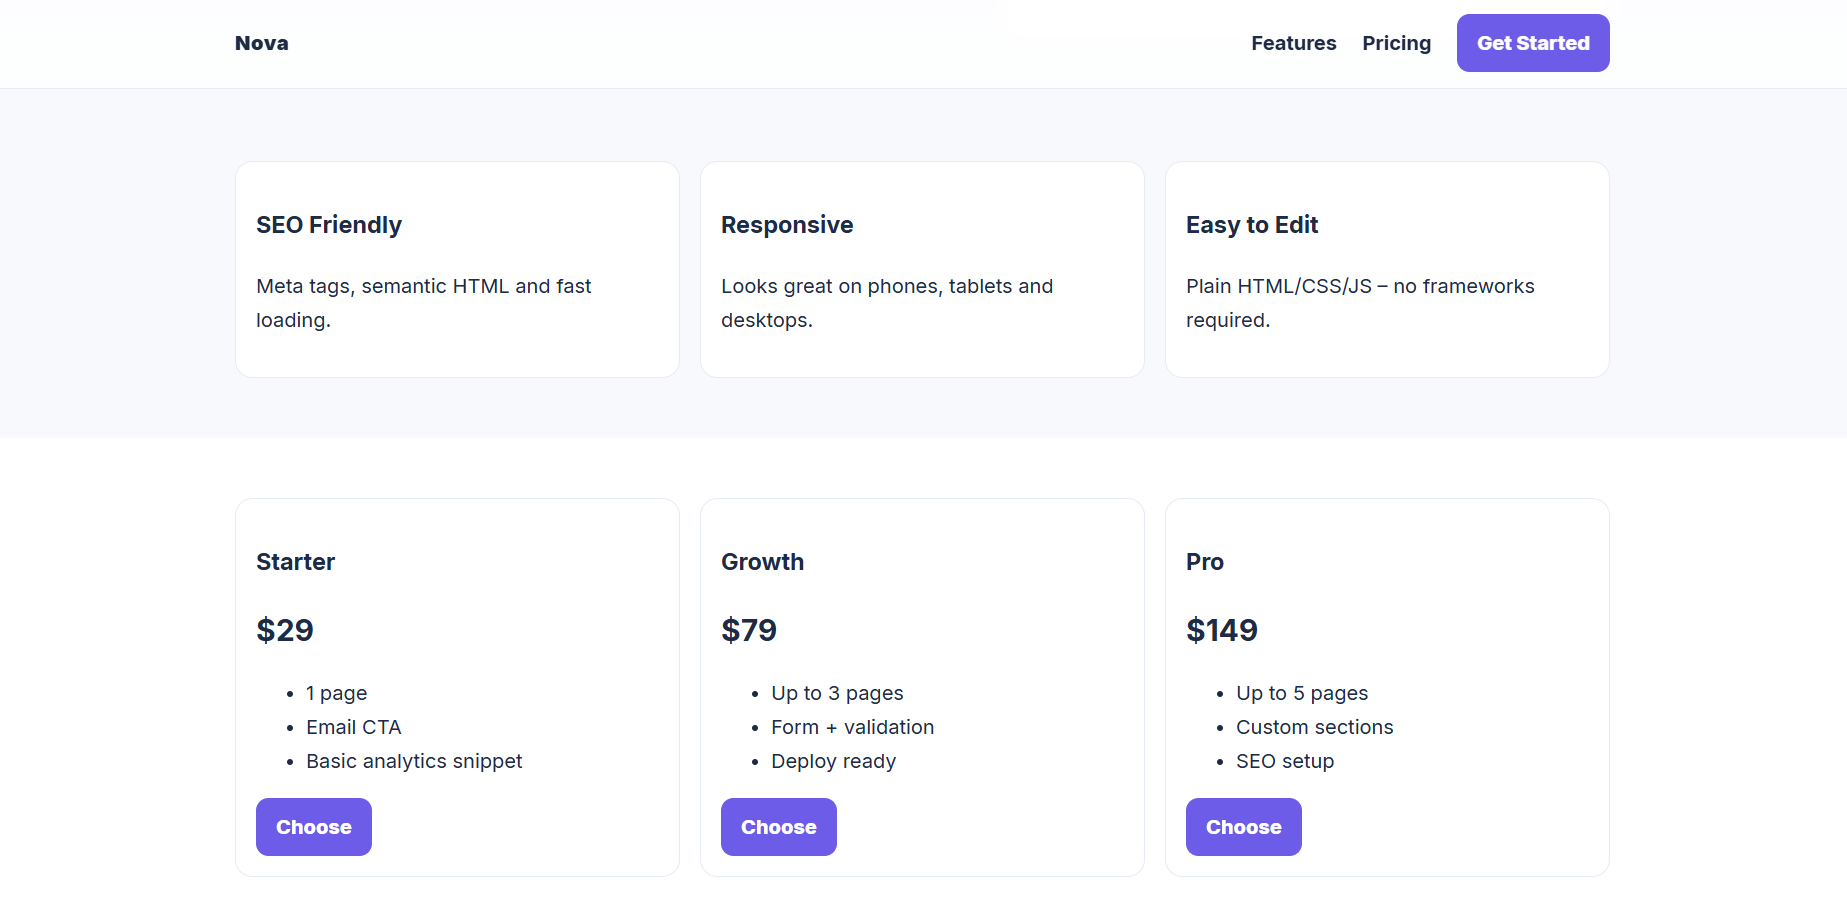 Nova
Features
Pricing
Get Started
SEO Friendly
Meta tags, semantic HTML and fast
loading.
Responsive
Looks great on phones, tablets and
desktops.
Easy to Edit
Plain HTML/CSS/JS – no frameworks
required.
Starter
$29
• 1 page
• Email CTA
• Basic analytics snippet
Choose
Growth
$79
• Up to 3 pages
• Form + validation
• Deploy ready
Choose
Pro
$149
• Up to 5 pages
• Custom sections
• SEO setup
Choose